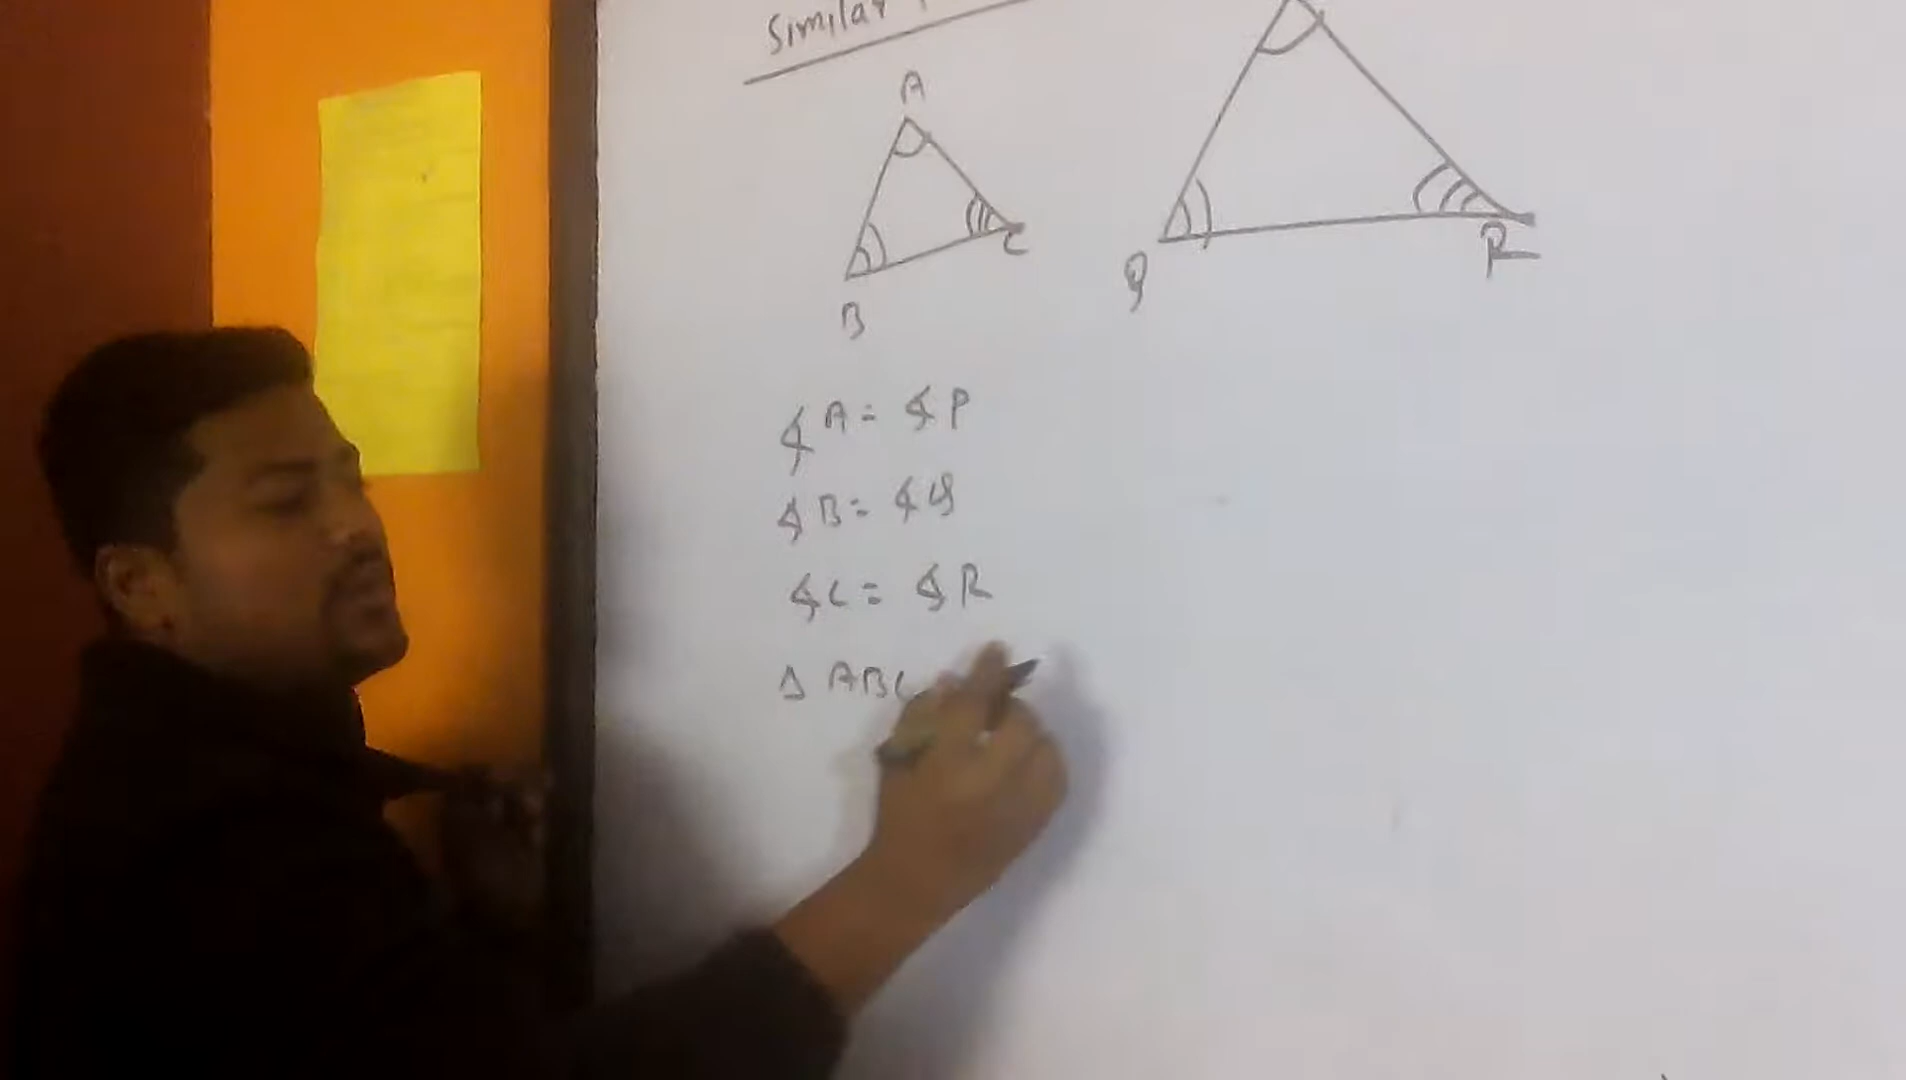 Similar
A
C
B
Q
R
∢A = ∢P
∢B = ∢Q
∢C = ∢R
Δ ABC